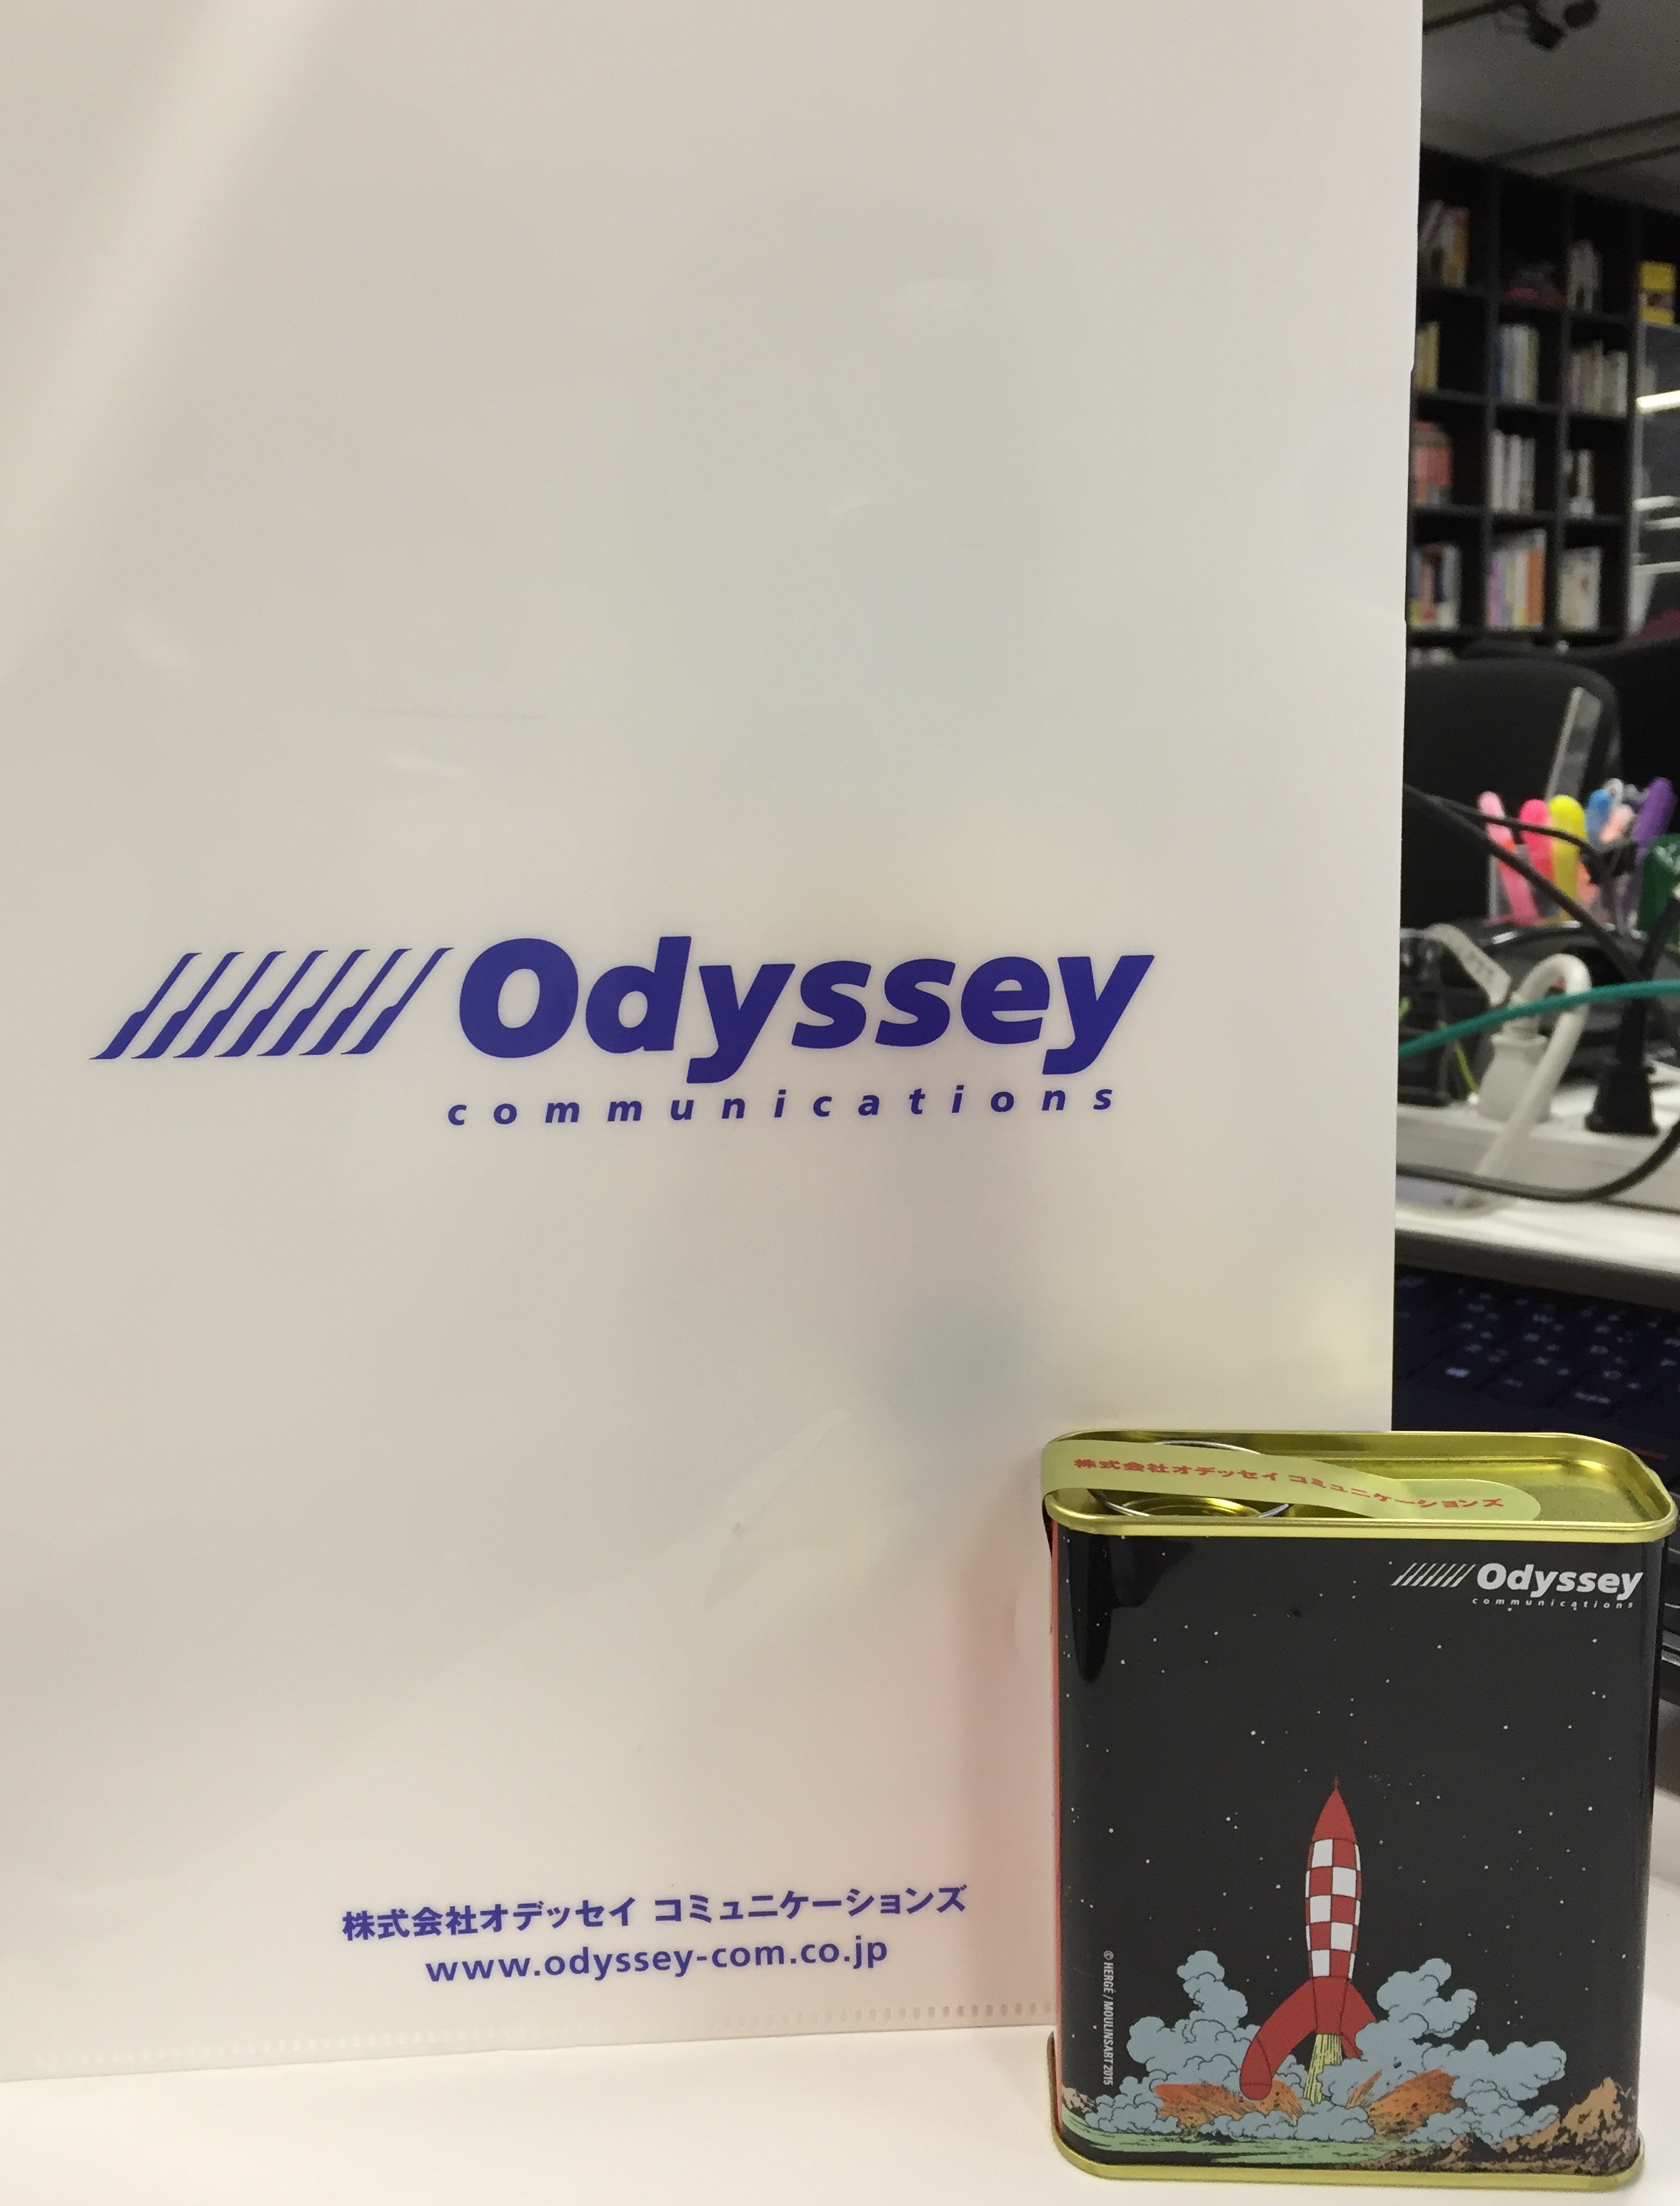 Odyssey
communications
株式会社オデッセイ コミュニケーションズ
www.odyssey-com.co.jp
株式会社オデッセイ コミュニケーションズ
Odyssey
communications
© HERGÉ / MOULINSART 2015